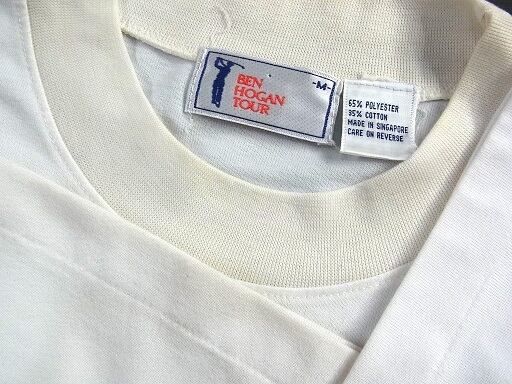 BEN
HOGAN
TOUR
-M-
65% POLYESTER
35% COTTON
MADE IN SINGAPORE
CARE ON REVERSE